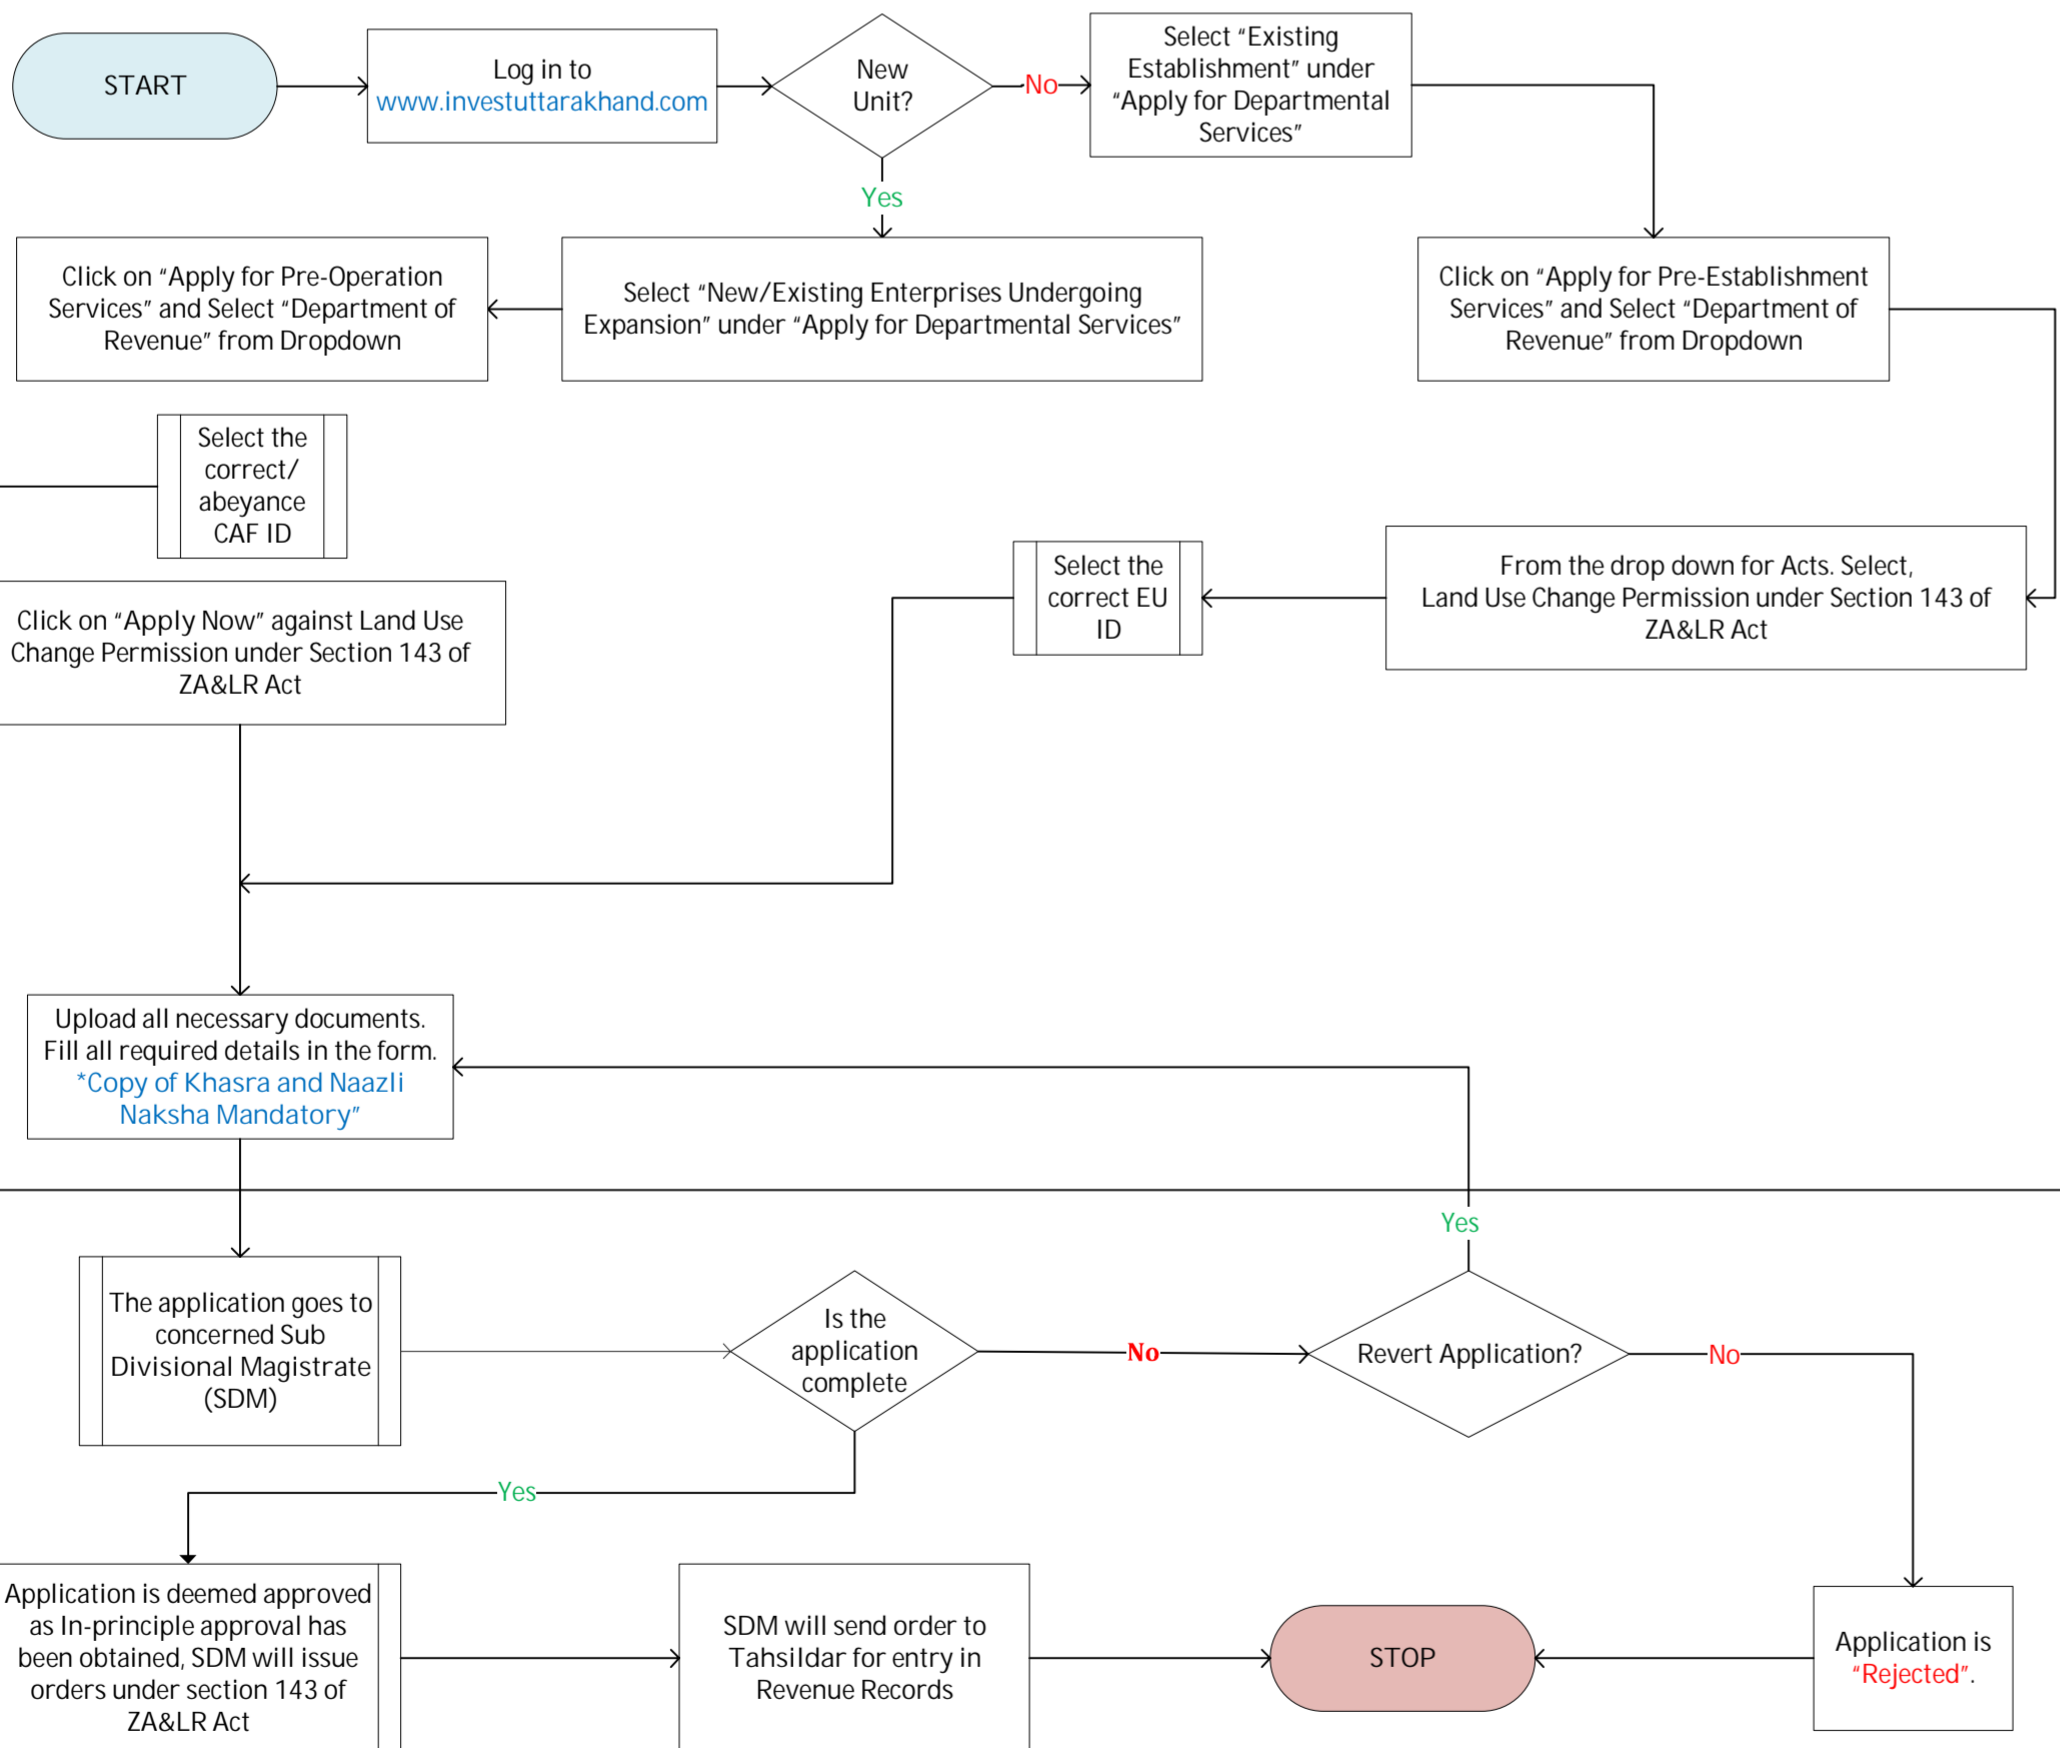 START
Log in to
www.investuttarakhand.com
New
Unit?
No
Select “Existing
Establishment” under
“Apply for Departmental
Services”
Yes
Click on “Apply for Pre-Operation
Services” and Select “Department of
Revenue” from Dropdown
Select “New/Existing Enterprises Undergoing
Expansion” under “Apply for Departmental Services”
Click on “Apply for Pre-Establishment
Services” and Select “Department of
Revenue” from Dropdown
Select the
correct/
abeyance
CAF ID
Select the
correct EU
ID
From the drop down for Acts. Select,
Land Use Change Permission under Section 143 of
ZA&LR Act
Click on “Apply Now” against Land Use
Change Permission under Section 143 of
ZA&LR Act
Upload all necessary documents.
Fill all required details in the form.
*Copy of Khasra and Naazli
Naksha Mandatory”
Yes
The application goes to
concerned Sub
Divisional Magistrate
(SDM)
Is the
application
complete
No
Revert Application?
No
Yes
Application is deemed approved
as In-principle approval has
been obtained, SDM will issue
orders under section 143 of
ZA&LR Act
SDM will send order to
Tahsildar for entry in
Revenue Records
STOP
Application is
“Rejected”.